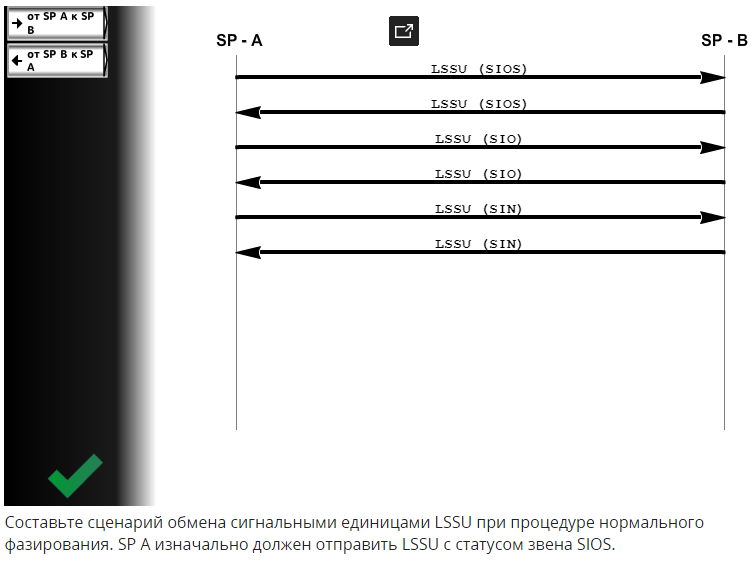 от SP A к SP
B
от SP B к SP
A
SP - A
SP - B
LSSU (SIOS)
LSSU (SIOS)
LSSU (SIO)
LSSU (SIO)
LSSU (SIN)
LSSU (SIN)
Составьте сценарий обмена сигнальными единицами LSSU при процедуре нормального
фазирования. SP A изначально должен отправить LSSU с статусом звена SIOS.